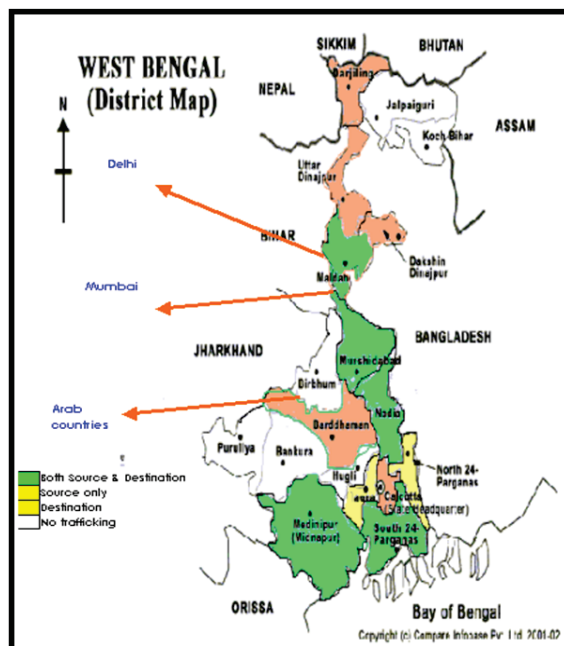 SIKKIM
BHUTAN
WEST BENGAL
(District Map)
Darjiling
NEPAL
Jalpaiguri
N
Koch Bihar
ASSAM
Delhi
Uttar
Dinajpur
BIHAR
Dakshin
Dinajpur
Maldah
Mumbai
BANGLADESH
JHARKHAND
Murshidabad
Birbhum
Nadia
Arab
countries
Barddhaman
Puruliya
Bankura
Hugli
North 24-
Parganas
Both Source & Destination
Source only
Destination
No trafficking
Calcutta
(State Headquarter)
Medinipur
(Midnapur)
South 24-
Parganas
ORISSA
Bay of Bengal
Copyright (c) Compare Infobase Pvt. Ltd. 2001-02